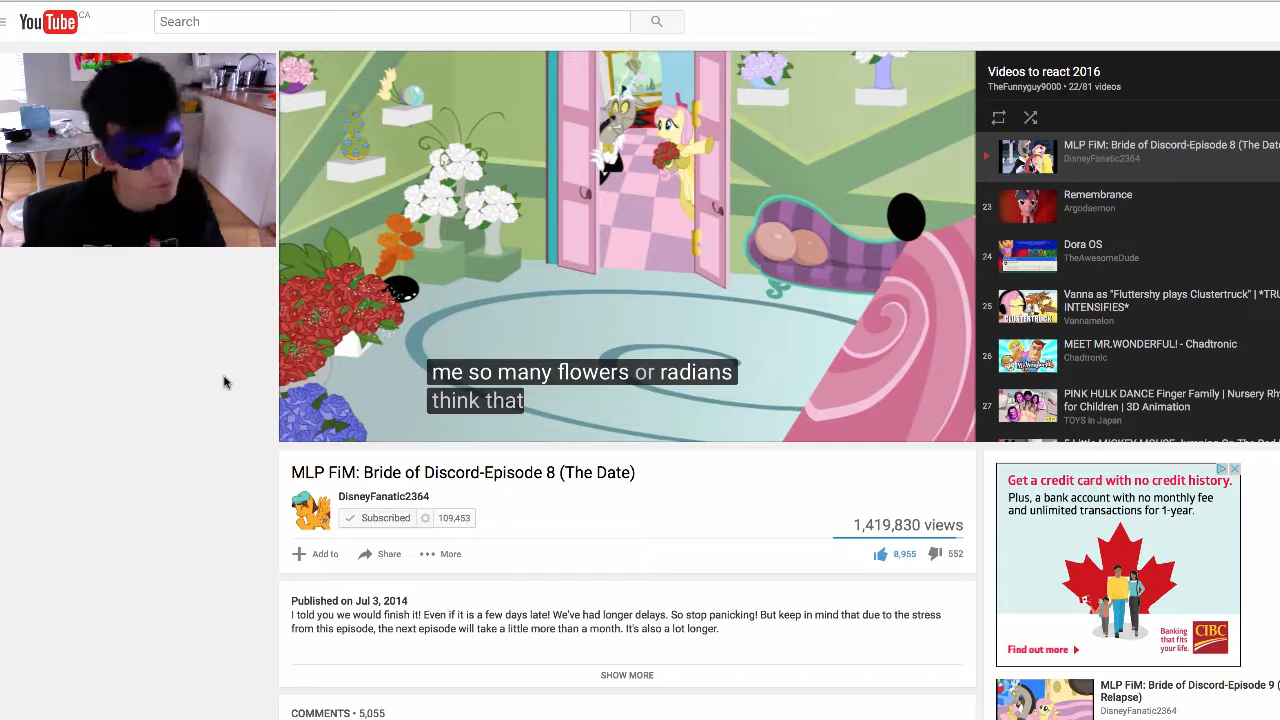 YouTube CA
Search
Videos to react 2016
TheFunnyguy9000 • 22/81 videos
MLP FiM: Bride of Discord-Episode 8 (The Date
DisneyFanatic2364
23
Remembrance
Argodaernon
24
Dora OS
TheAwesomeDude
25
Vanna as "Fluttershy plays Clustertruck" | *TRU
INTENSIFIES*
Vannamelon
CLUSTERTRUCK
26
MEET MR.WONDERFUL! - Chadtronic
Chadtronic
27
PINK HULK DANCE Finger Family | Nursery Rhy
for Children | 3D Animation
TOYS in Japan
me so many flowers or radians
think that
MLP FiM: Bride of Discord-Episode 8 (The Date)
DisneyFanatic2364
Subscribed 109,453
1,419,830 views
Add to Share More
8,955 552
Published on Jul 3, 2014
I told you we would finish it! Even if it is a few days late! We've had longer delays. So stop panicking! But keep in mind that due to the stress
from this episode, the next episode will take a little more than a month. It's also a lot longer.
SHOW MORE
COMMENTS • 5,055
Get a credit card with no credit history.
Plus, a bank account with no monthly fee
and unlimited transactions for 1-year.
Find out more
Banking
that fits
your life.
CIBC
MLP FiM: Bride of Discord-Episode 9 (
Relapse)
DisneyFanatic2364